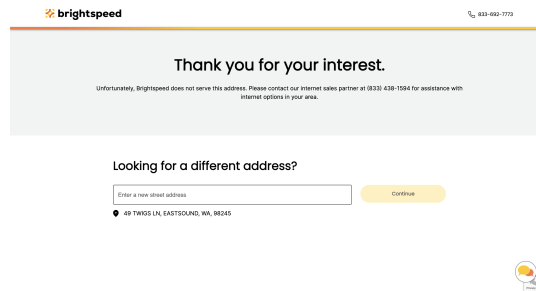 brightspeed
833-692-7773
Thank you for your interest.
Unfortunately, Brightspeed does not serve this address. Please contact our internet sales partner at (833) 438-1594 for assistance with
internet options in your area.
Looking for a different address?
Enter a new street address
Continue
49 TWIGS LN, EASTSOUND, WA, 98245